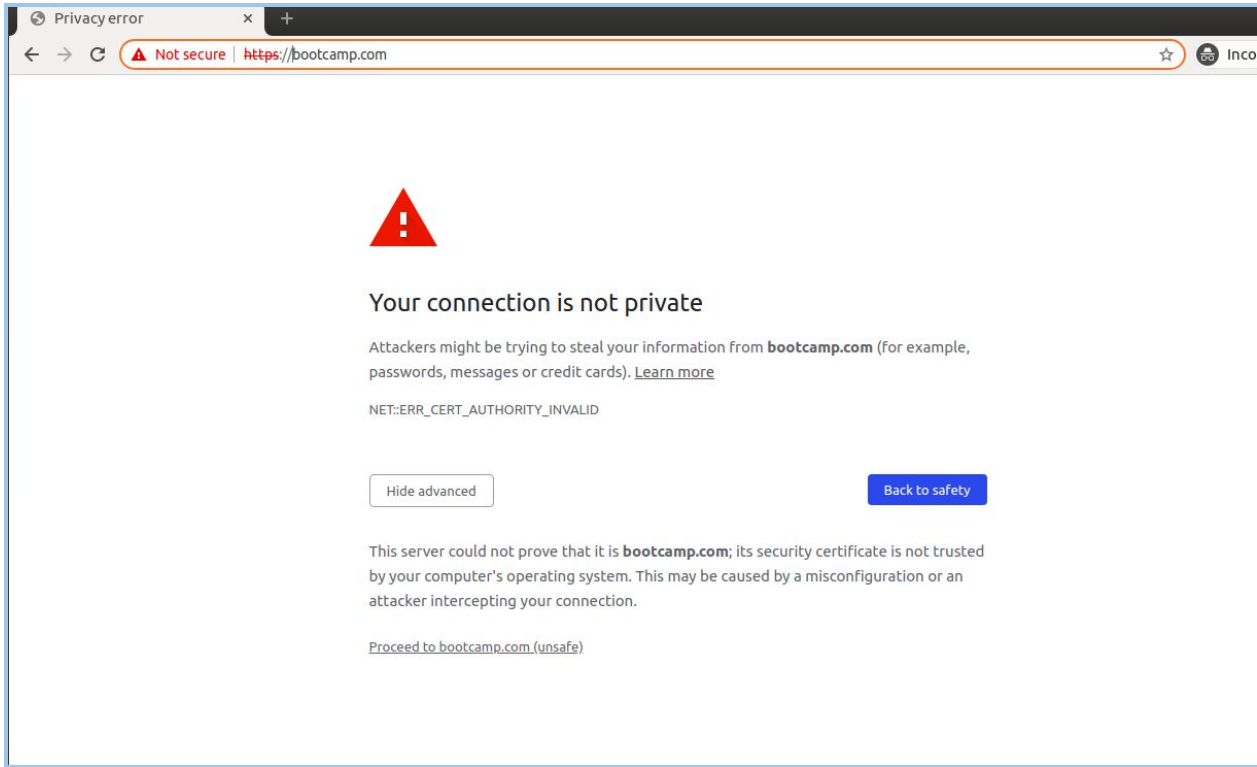 Privacy error
Not secure | https://bootcamp.com
Inco
Your connection is not private
Attackers might be trying to steal your information from bootcamp.com (for example,
passwords, messages or credit cards). Learn more
NET::ERR_CERT_AUTHORITY_INVALID
Hide advanced
Back to safety
This server could not prove that it is bootcamp.com; its security certificate is not trusted
by your computer's operating system. This may be caused by a misconfiguration or an
attacker intercepting your connection.
Proceed to bootcamp.com (unsafe)